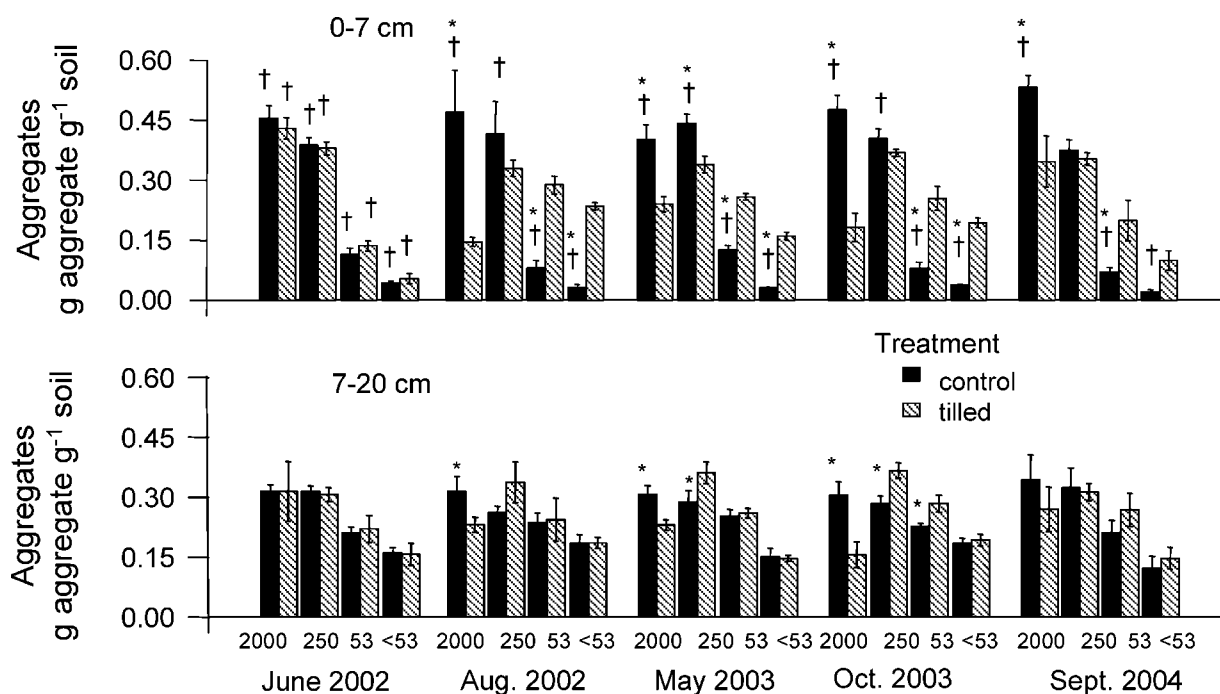 0-7 cm
* * * * *
† † † † † † † † † † † † † † † † † † † † † †
Aggregates
g aggregate g⁻¹ soil
0.60
0.45
0.30
0.15
0.00
Treatment
control
tilled
7-20 cm
Aggregates
g aggregate g⁻¹ soil
0.60
0.45
0.30
0.15
0.00
* * * * * *
2000 250 53 <53 2000 250 53 <53 2000 250 53 <53 2000 250 53 <53 2000 250 53 <53
June 2002 Aug. 2002 May 2003 Oct. 2003 Sept. 2004